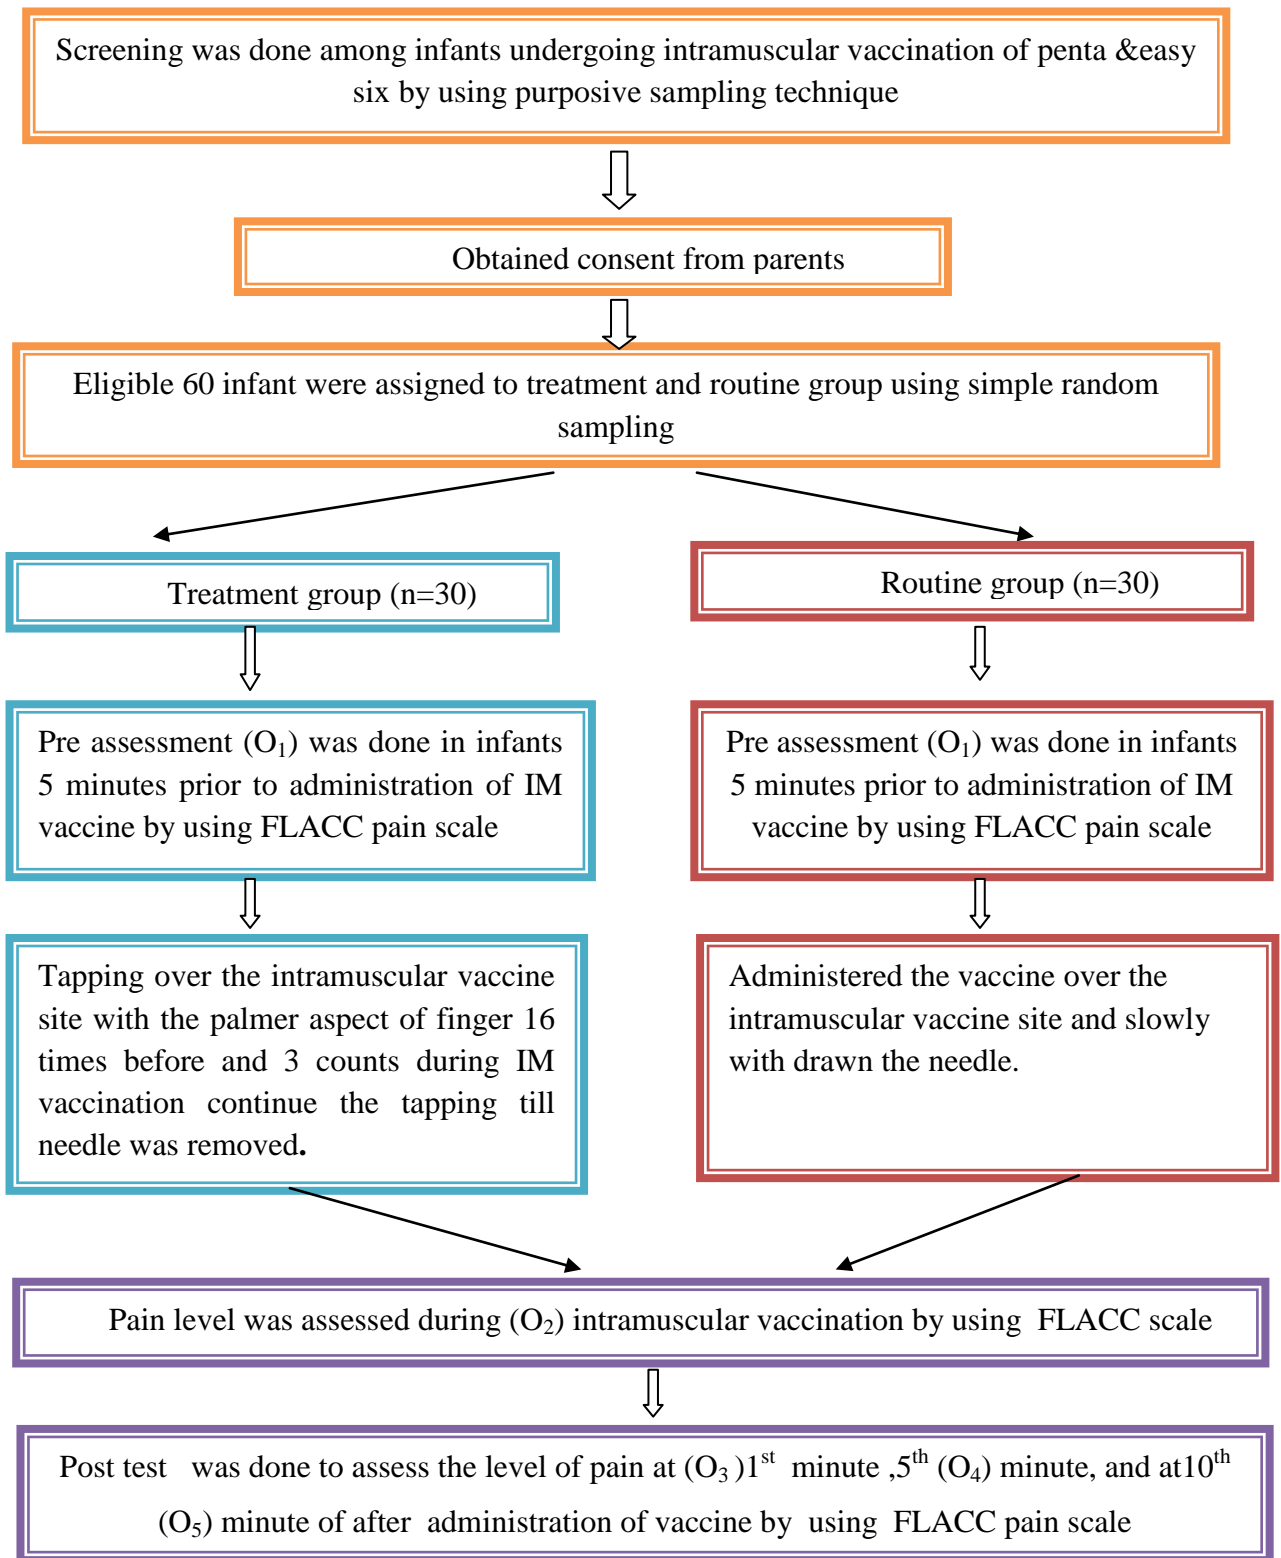 Screening was done among infants undergoing intramuscular vaccination of penta &easy
six by using purposive sampling technique
Obtained consent from parents
Eligible 60 infant were assigned to treatment and routine group using simple random
sampling
Treatment group (n=30)
Routine group (n=30)
Pre assessment (O₁) was done in infants
5 minutes prior to administration of IM
vaccine by using FLACC pain scale
Pre assessment (O₁) was done in infants
5 minutes prior to administration of IM
vaccine by using FLACC pain scale
Tapping over the intramuscular vaccine
site with the palmer aspect of finger 16
times before and 3 counts during IM
vaccination continue the tapping till
needle was removed.
Administered the vaccine over the
intramuscular vaccine site and slowly
with drawn the needle.
Pain level was assessed during (O₂) intramuscular vaccination by using FLACC scale
Post test was done to assess the level of pain at (O₃ )1ˢᵗ minute ,5ᵗʰ (O₄) minute, and at10ᵗʰ
(O₅) minute of after administration of vaccine by using FLACC pain scale